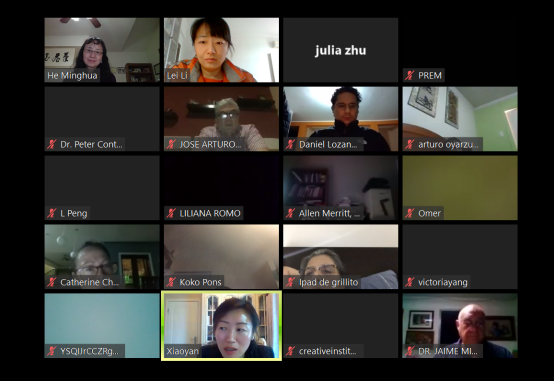 He Minghua
Lei Li
julia zhu
PREM
Dr. Peter Cont...
JOSE ARTURO...
Daniel Lozan...
arturo oyarzu...
L Peng
LILIANA ROMO
Allen Merritt, ...
Omer
Catherine Ch...
Koko Pons
Ipad de grillito
victoriayang
Xiaoyan
creativeinstit...
DR. JAIME MI...